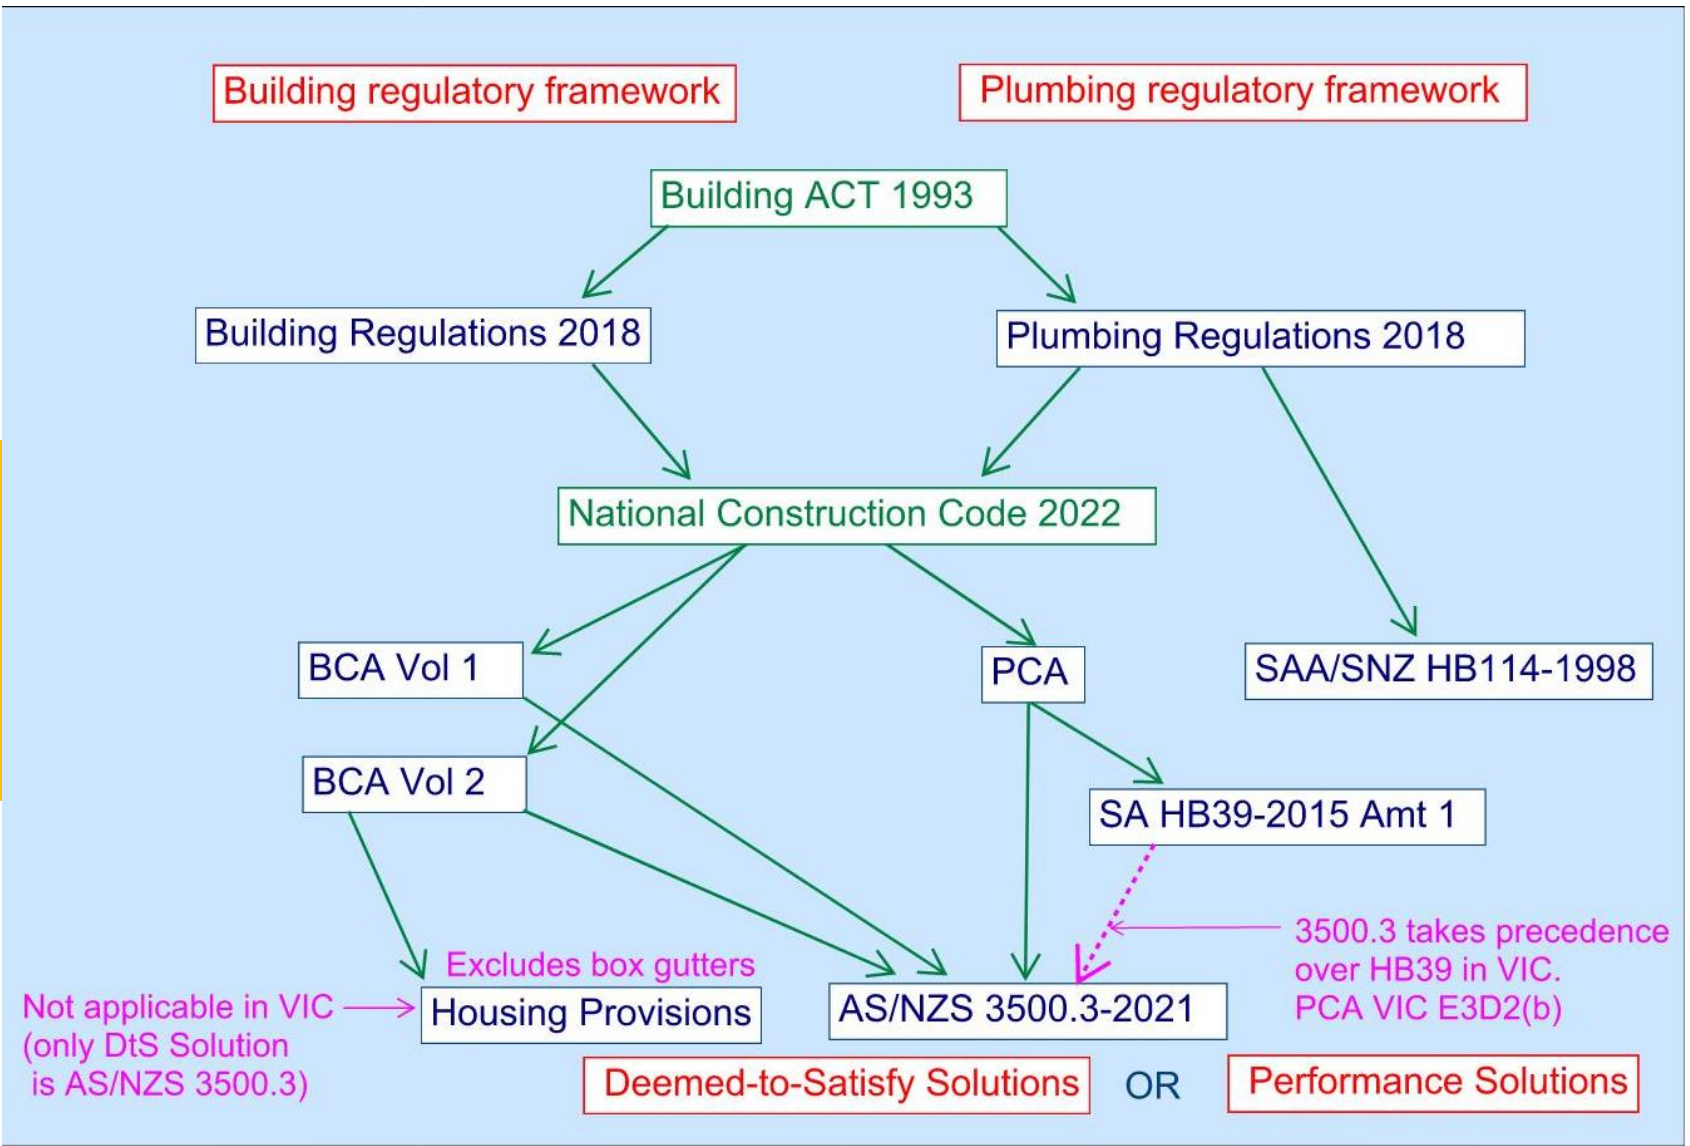 Building regulatory framework
Plumbing regulatory framework
Building ACT 1993
Building Regulations 2018
Plumbing Regulations 2018
National Construction Code 2022
BCA Vol 1
PCA
SAA/SNZ HB114-1998
BCA Vol 2
SA HB39-2015 Amt 1
3500.3 takes precedence
over HB39 in VIC.
PCA VIC E3D2(b)
Excludes box gutters
Not applicable in VIC
(only DtS Solution
is AS/NZS 3500.3)
Housing Provisions
AS/NZS 3500.3-2021
Deemed-to-Satisfy Solutions
OR
Performance Solutions